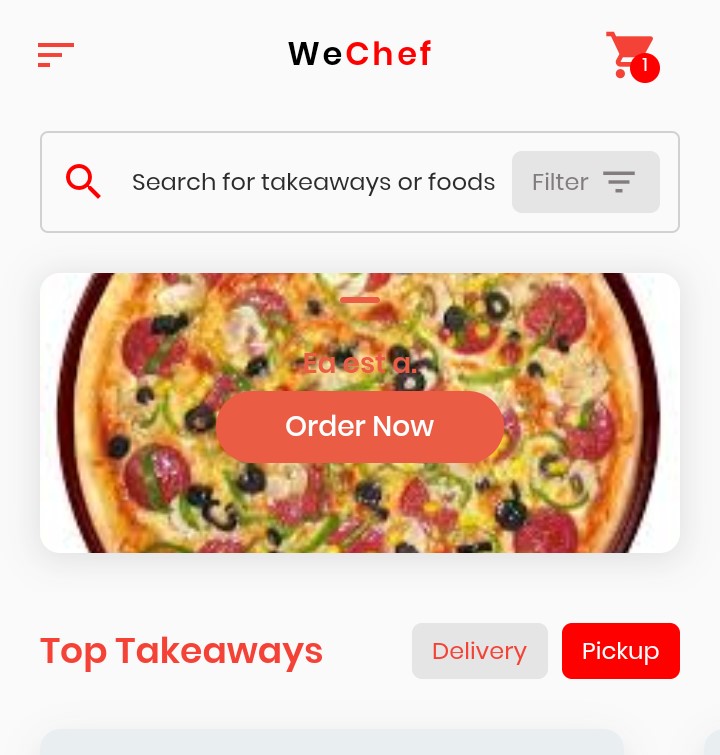 WeChef
1
Search for takeaways or foods
Filter
Ea est a.
Order Now
Top Takeaways
Delivery
Pickup